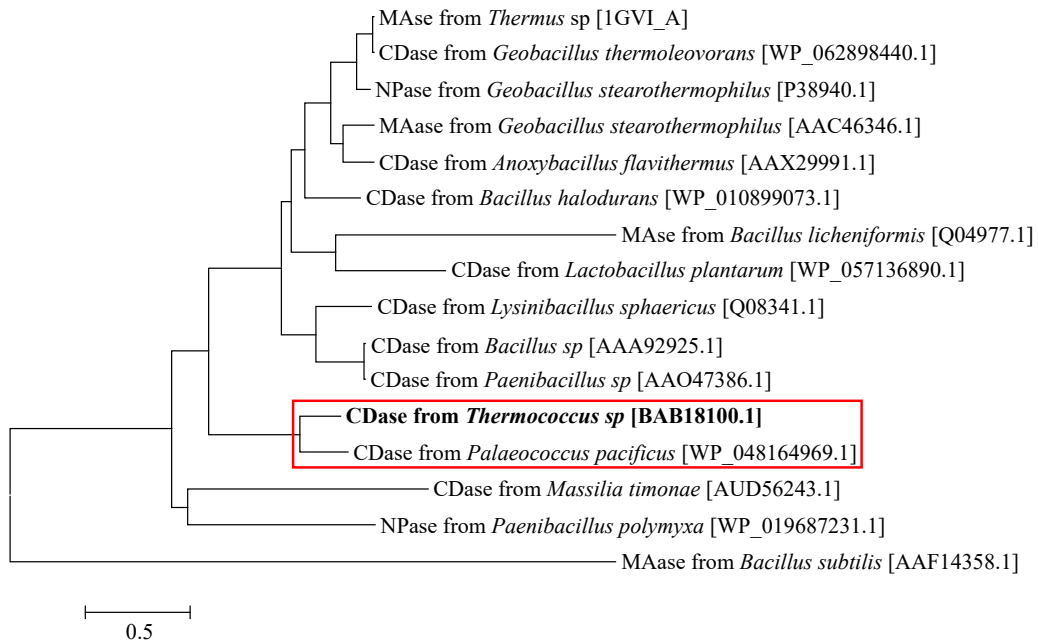 MAse from Thermus sp [1GVI_A]
CDase from Geobacillus thermoleovorans [WP_062898440.1]
NPase from Geobacillus stearothermophilus [P38940.1]
MAase from Geobacillus stearothermophilus [AAC46346.1]
CDase from Anoxybacillus flavithermus [AAX29991.1]
CDase from Bacillus halodurans [WP_010899073.1]
MAse from Bacillus licheniformis [Q04977.1]
CDase from Lactobacillus plantarum [WP_057136890.1]
CDase from Lysinibacillus sphaericus [Q08341.1]
CDase from Bacillus sp [AAA92925.1]
CDase from Paenibacillus sp [AAO47386.1]
CDase from Thermococcus sp [BAB18100.1]
CDase from Palaeococcus pacificus [WP_048164969.1]
CDase from Massilia timonae [AUD56243.1]
NPase from Paenibacillus polymyxa [WP_019687231.1]
MAase from Bacillus subtilis [AAF14358.1]
0.5